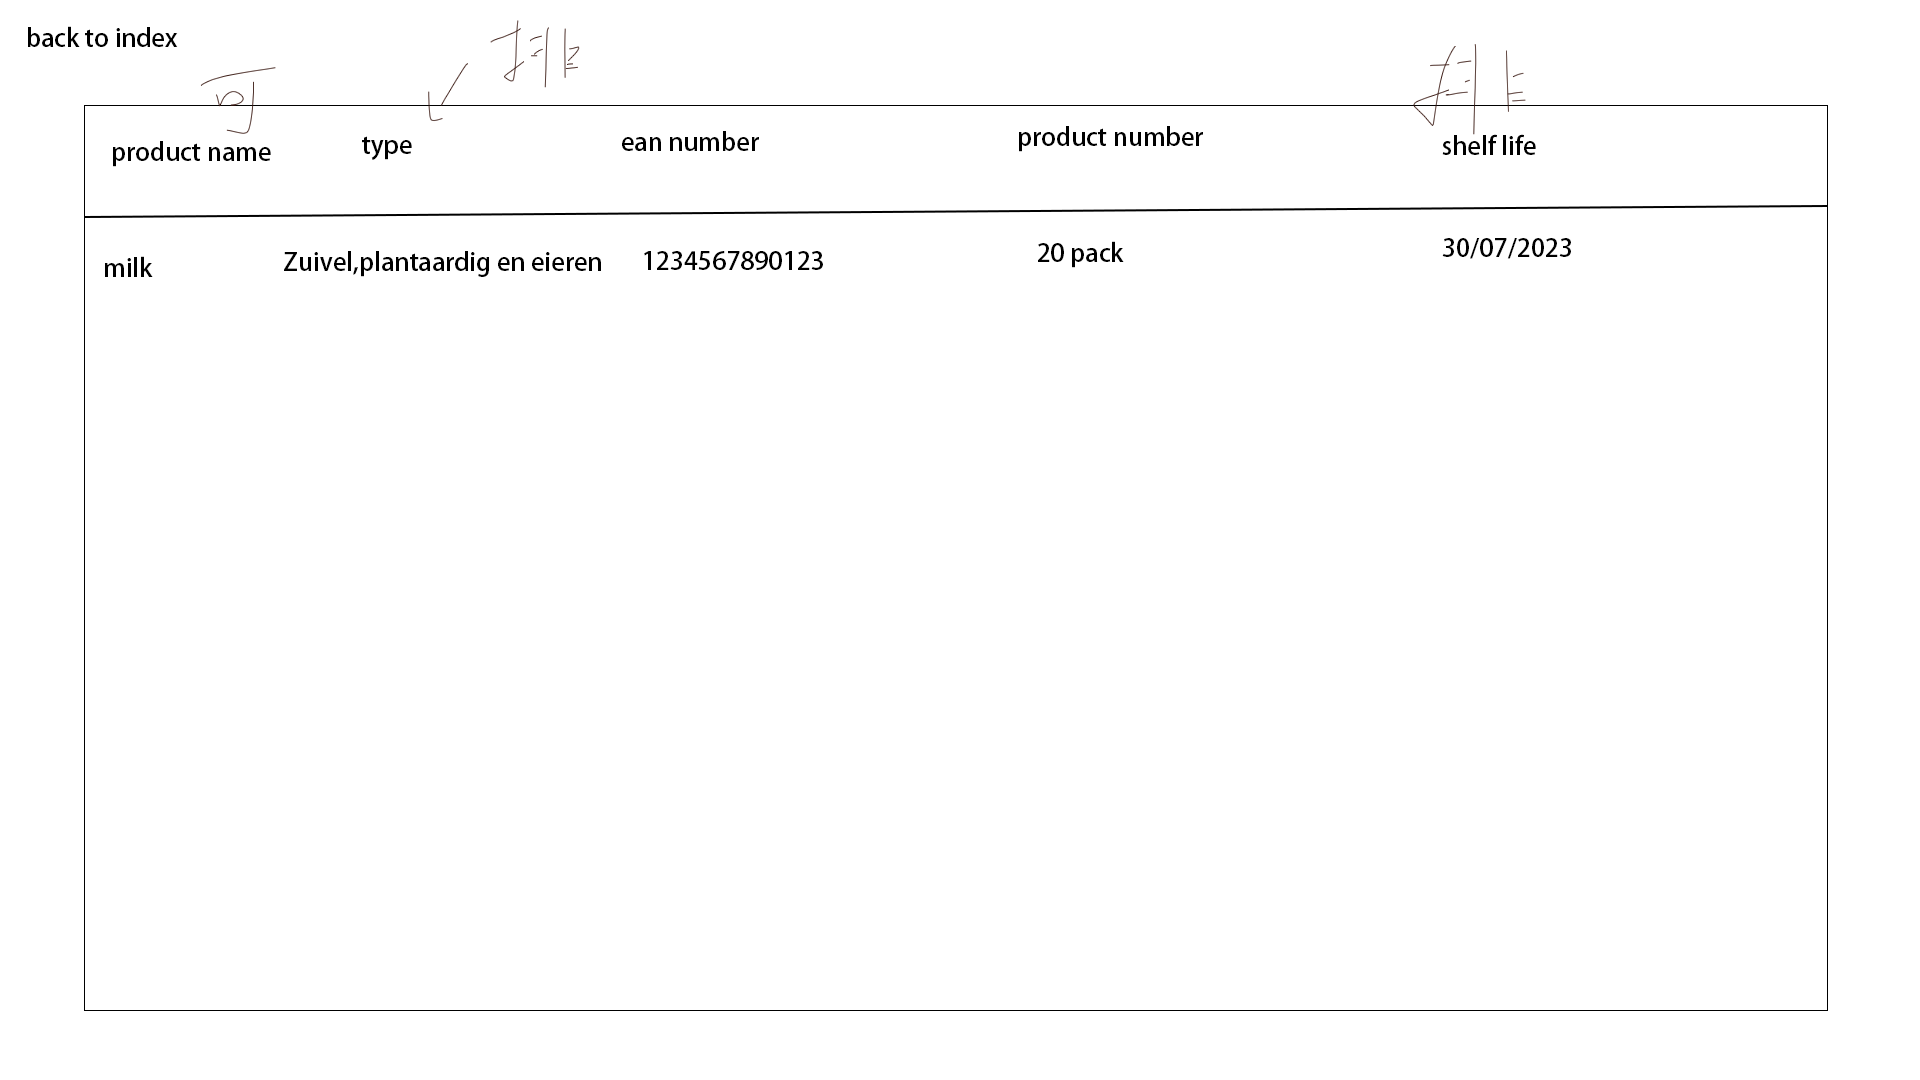 back to index
排
排
可
product name type ean number product number shelf life
milk Zuivel,plantaardig en eieren 1234567890123 20 pack 30/07/2023